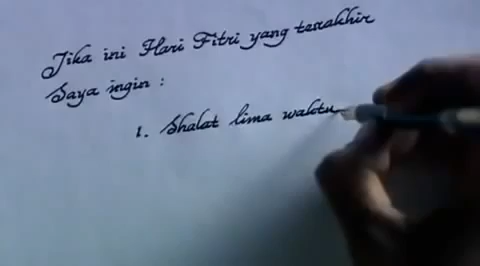 Jika ini Hari Fitri yang terakhir
Saya ingin :
1. Shalat lima waktu